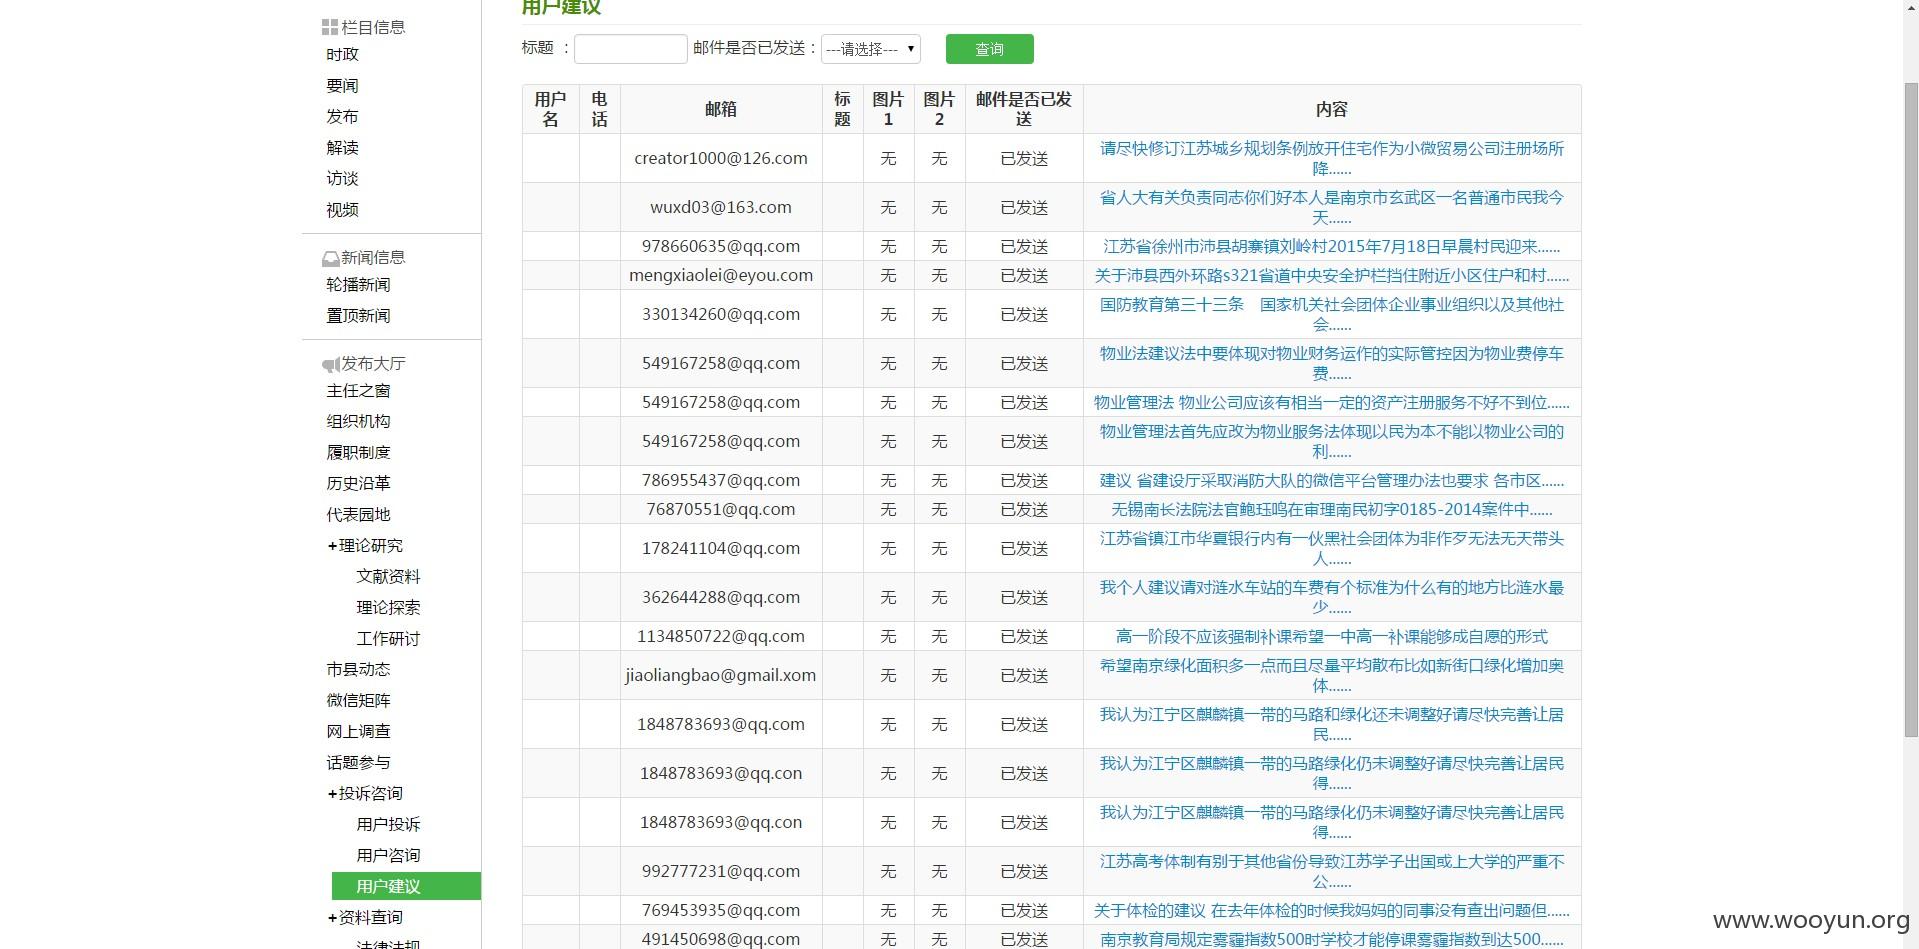 栏目信息
时政
要闻
发布
解读
访谈
视频
新闻信息
轮播新闻
置顶新闻
发布大厅
主任之窗
组织机构
履职制度
历史沿革
代表园地
+理论研究
文献资料
理论探索
工作研讨
市县动态
微信矩阵
网上调查
话题参与
+投诉咨询
用户投诉
用户咨询
用户建议
+资料查询
法律法规
用户建议
标题 : 邮件是否已发送 : ---请选择--- 查询
用户名 电话 邮箱 标题 图片1 图片2 邮件是否已发送 内容
creator1000@126.com 无 无 已发送 请尽快修订江苏城乡规划条例放开住宅作为小微贸易公司注册场所
降......
wuxd03@163.com 无 无 已发送 省人大有关负责同志你们好本人是南京市玄武区一名普通市民我今
天......
978660635@qq.com 无 无 已发送 江苏省徐州市沛县胡寨镇刘岭村2015年7月18日早晨村民迎来......
mengxiaolei@eyou.com 无 无 已发送 关于沛县西外环路s321省道中央安全护栏挡住附近小区住户和村......
330134260@qq.com 无 无 已发送 国防教育第三十三条　国家机关社会团体企业事业组织以及其他社
会......
549167258@qq.com 无 无 已发送 物业法建议法中要体现对物业财务运作的实际管控因为物业费停车
费......
549167258@qq.com 无 无 已发送 物业管理法 物业公司应该有相当一定的资产注册服务不好不到位......
549167258@qq.com 无 无 已发送 物业管理法首先应改为物业服务法体现以民为本不能以物业公司的
利......
786955437@qq.com 无 无 已发送 建议 省建设厅采取消防大队的微信平台管理办法也要求 各市区......
76870551@qq.com 无 无 已发送 无锡南长法院法官鲍珏鸣在审理南民初字0185-2014案件中......
178241104@qq.com 无 无 已发送 江苏省镇江市华夏银行内有一伙黑社会团体为非作歹无法无天带头
人......
362644288@qq.com 无 无 已发送 我个人建议请对涟水车站的车费有个标准为什么有的地方比涟水最
少......
1134850722@qq.com 无 无 已发送 高一阶段不应该强制补课希望一中高一补课能够成自愿的形式
jiaoliangbao@gmail.xom 无 无 已发送 希望南京绿化面积多一点而且尽量平均散布比如新街口绿化增加奥
体......
1848783693@qq.com 无 无 已发送 我认为江宁区麒麟镇一带的马路和绿化还未调整好请尽快完善让居
民......
1848783693@qq.con 无 无 已发送 我认为江宁区麒麟镇一带的马路绿化仍未调整好请尽快完善让居民
得......
1848783693@qq.con 无 无 已发送 我认为江宁区麒麟镇一带的马路绿化仍未调整好请尽快完善让居民
得......
992777231@qq.com 无 无 已发送 江苏高考体制有别于其他省份导致江苏学子出国或上大学的严重不
公......
769453935@qq.com 无 无 已发送 关于体检的建议 在去年体检的时候我妈妈的同事没有查出问题但......
491450698@qq.com 无 无 已发送 南京教育局规定雾霾指数500时学校才能停课雾霾指数到达500......
www.wooyun.org